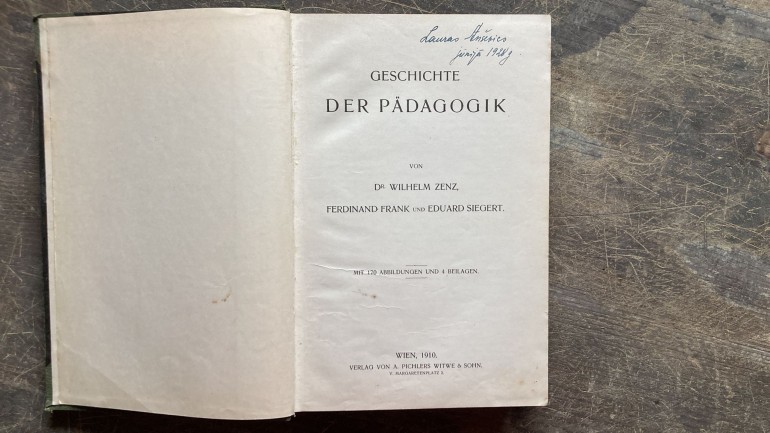 Lauras
jūnijā 1928 g
GESCHICHTE
DER PÄDAGOGIK
VON
DR. WILHELM ZENZ,
FERDINAND FRANK UND EDUARD SIEGERT.
MIT 170 ABBILDUNGEN UND 4 BEILAGEN.
WIEN, 1910.
VERLAG VON A. PICHLERS WITWE & SOHN.
V. MARGARETENPLATZ 2.